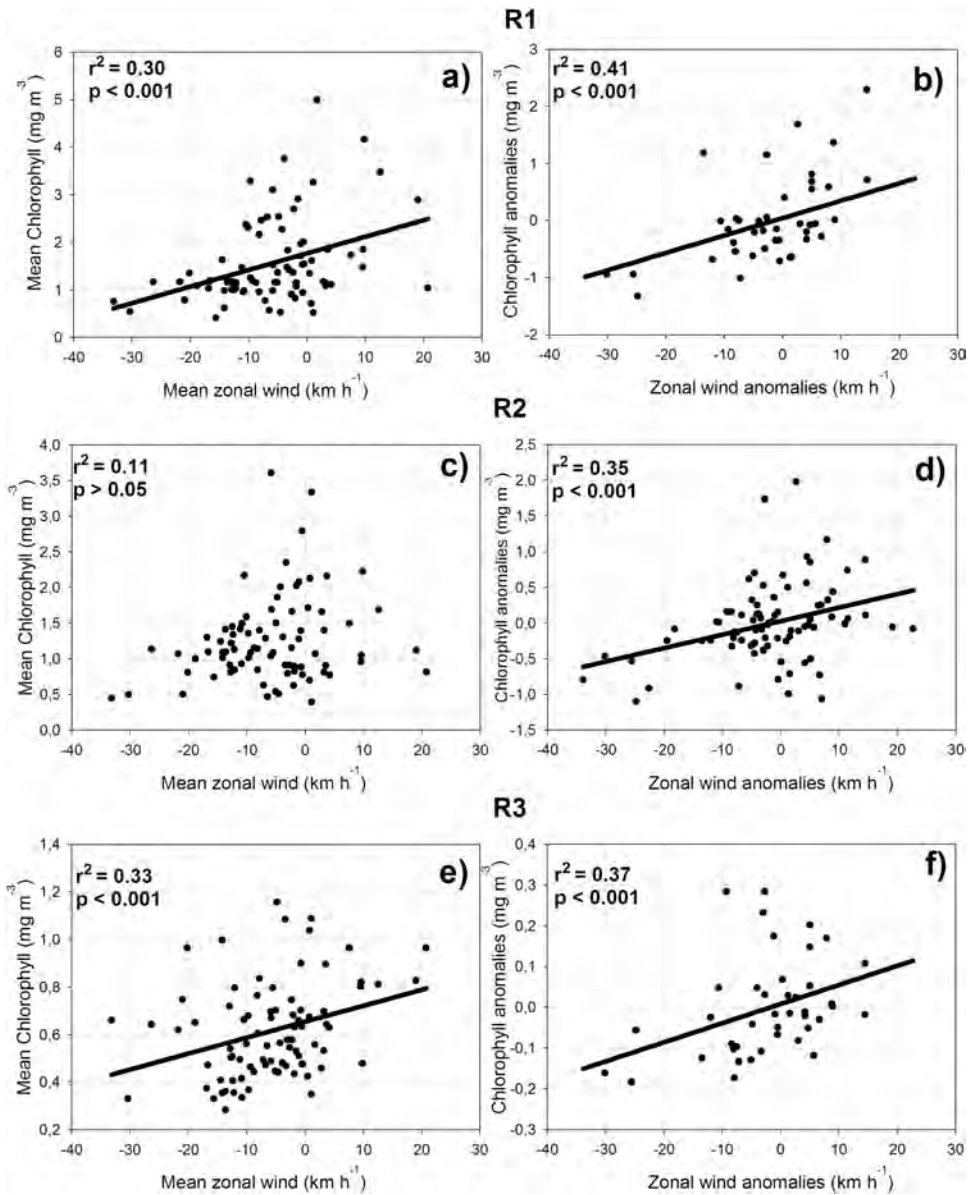 R1
r² = 0.30
p < 0.001
a)
Mean Chlorophyll (mg m⁻³)
6
5
4
3
2
1
0
-40 -30 -20 -10 0 10 20 30
Mean zonal wind (km h⁻¹)
r² = 0.41
p < 0.001
b)
Chlorophyll anomalies (mg m⁻³)
3
2
1
0
-1
-2
-40 -30 -20 -10 0 10 20 30
Zonal wind anomalies (km h⁻¹)
R2
r² = 0.11
p > 0.05
c)
Mean Chlorophyll (mg m⁻³)
4,0
3,5
3,0
2,5
2,0
1,5
1,0
0,5
0,0
-40 -30 -20 -10 0 10 20 30
Mean zonal wind (km h⁻¹)
r² = 0.35
p < 0.001
d)
Chlorophyll anomalies (mg m⁻³)
2,5
2,0
1,5
1,0
0,5
0,0
-0,5
-1,0
-1,5
-40 -30 -20 -10 0 10 20 30
Zonal wind anomalies (km h⁻¹)
R3
r² = 0.33
p < 0.001
e)
Mean Chlorophyll (mg m⁻³)
1,4
1,2
1,0
0,8
0,6
0,4
0,2
-40 -30 -20 -10 0 10 20 30
Mean zonal wind (km h⁻¹)
r² = 0.37
p < 0.001
f)
Chlorophyll anomalies (mg m⁻³)
0,4
0,3
0,2
0,1
0,0
-0,1
-0,2
-0,3
-40 -30 -20 -10 0 10 20 30
Zonal wind anomalies (km h⁻¹)